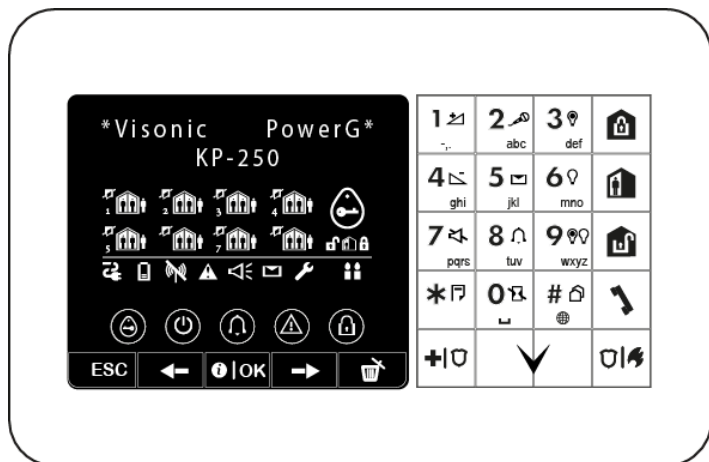 *Visonic PowerG*
KP-250
1 2 3 4
5 6 7 8
ESC i|OK
1 2 3
-,. abc def
4 5 6
ghi jkl mno
7 8 9
pqrs tuv wxyz
* 0 #
+| |